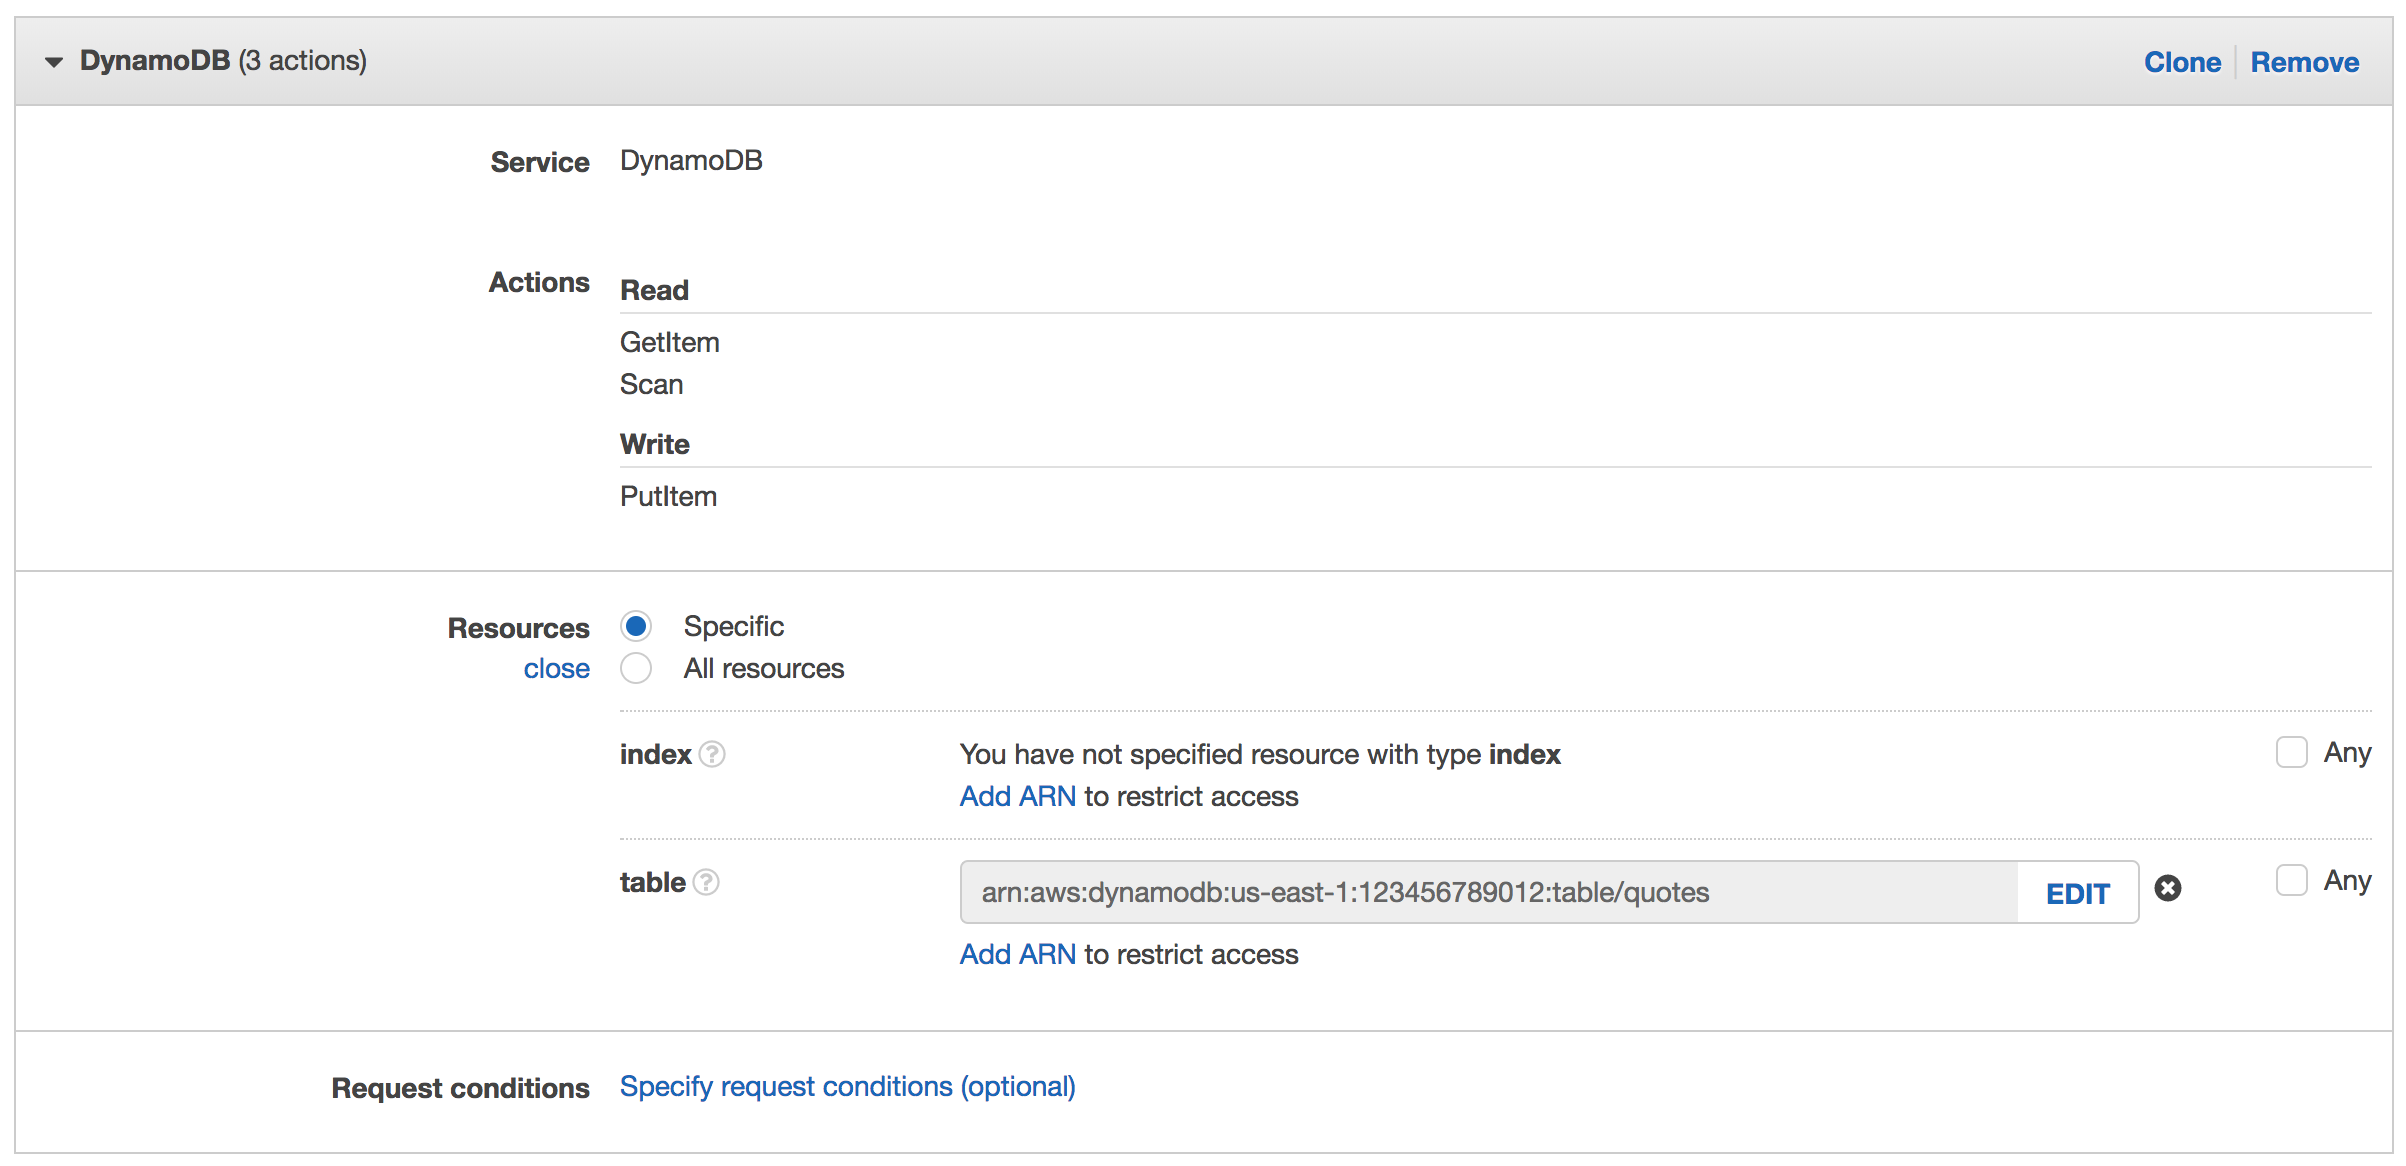 DynamoDB (3 actions) Clone Remove
Service DynamoDB
Actions Read
GetItem
Scan
Write
PutItem
Resources Specific
close All resources
index ? You have not specified resource with type index Any
Add ARN to restrict access
table ? arn:aws:dynamodb:us-east-1:123456789012:table/quotes EDIT Any
Add ARN to restrict access
Request conditions Specify request conditions (optional)